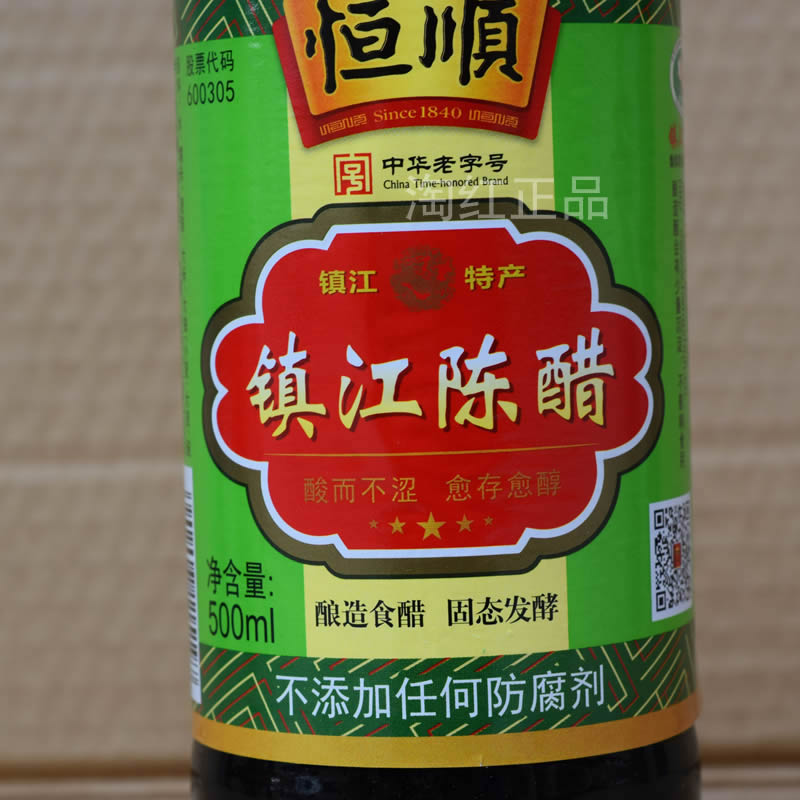 恒順
Since 1840
股票代码
600305
中华老字号
China Time-honored Brand
淘红正品
镇江 特产
镇江陈醋
酸而不涩 愈存愈醇
净含量:
500ml
酿造食醋 固态发酵
不添加任何防腐剂